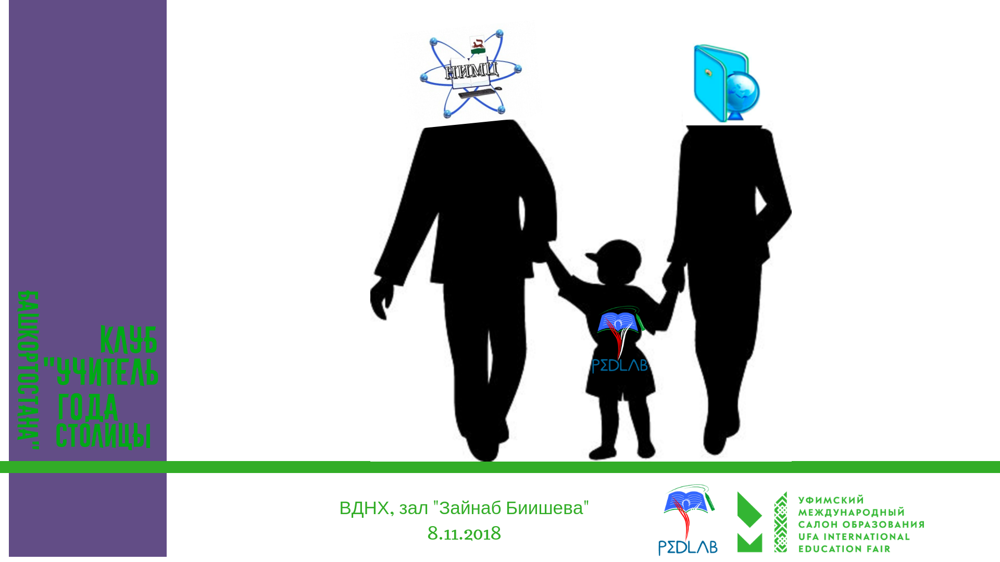 НИМЦ
PEDLAB
КЛУБ
"УЧИТЕЛЬ
ГОДА
СТОЛИЦЫ
БАШКОРТОСТАНА"
ВДНХ, зал "Зайнаб Биишева"
8.11.2018
PEDLAB
УФИМСКИЙ
МЕЖДУНАРОДНЫЙ
САЛОН ОБРАЗОВАНИЯ
UFA INTERNATIONAL
EDUCATION FAIR